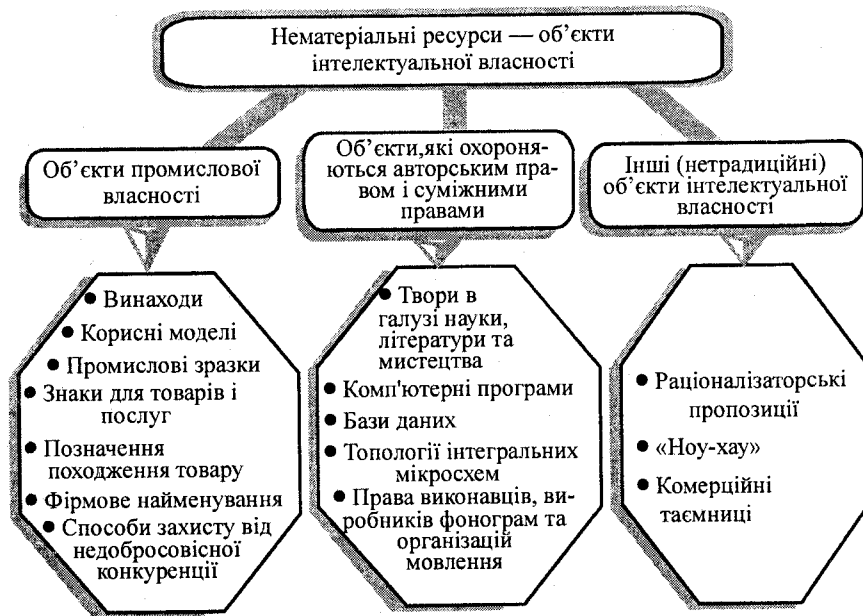 Нематеріальні ресурси — об’єкти
інтелектуальної власності
Об’єкти промислової
власності
Об’єкти,які охороня-
ються авторським пра-
вом і суміжними
правами
Інші (нетрадиційні)
об’єкти інтелектуальної
власності
● Винаходи
● Корисні моделі
● Промислові зразки
● Знаки для товарів і
послуг
● Позначення
походження товару
● Фірмове найменування
● Способи захисту від
недобросовісної
конкуренції
● Твори в
галузі науки,
літератури та
мистецтва
● Комп'ютерні програми
● Бази даних
● Топології інтегральних
мікросхем
● Права виконавців, ви-
робників фонограм та
організацій
мовлення
● Раціоналізаторські
пропозиції
● «Ноу-хау»
● Комерційні
таємниці